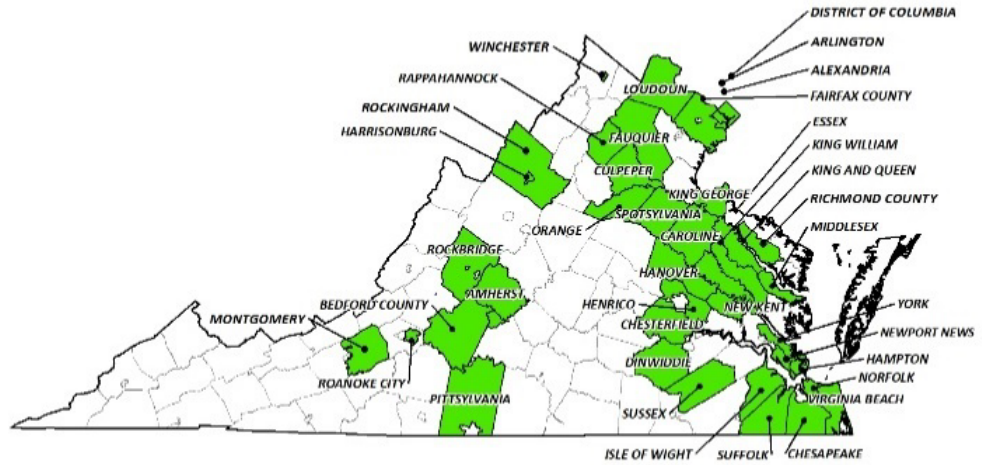 DISTRICT OF COLUMBIA
WINCHESTER
ARLINGTON
RAPPAHANNOCK
ALEXANDRIA
LOUDOUN
FAIRFAX COUNTY
ROCKINGHAM
ESSEX
HARRISONBURG
FAUQUIER
KING WILLIAM
CULPEPER
KING AND QUEEN
KING GEORGE
RICHMOND COUNTY
SPOTSYLVANIA
ORANGE
CAROLINE
MIDDLESEX
ROCKBRIDGE
HANOVER
AMHERST
BEDFORD COUNTY
HENRICO
NEW KENT
YORK
MONTGOMERY
CHESTERFIELD
NEWPORT NEWS
DINWIDDIE
HAMPTON
ROANOKE CITY
NORFOLK
PITTSYLVANIA
VIRGINIA BEACH
SUSSEX
ISLE OF WIGHT
SUFFOLK
CHESAPEAKE